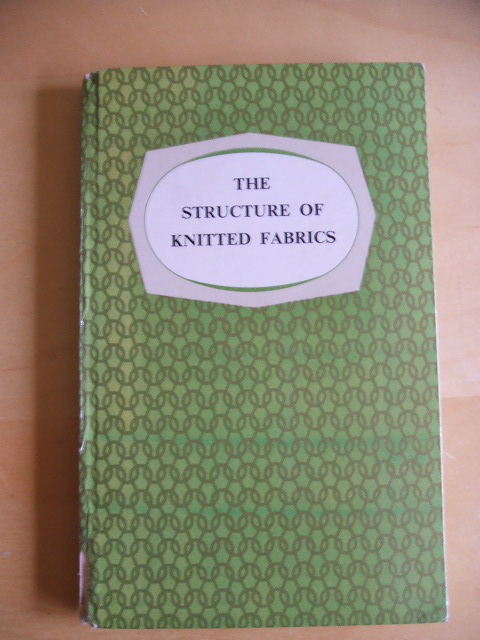 THE
STRUCTURE OF
KNITTED FABRICS